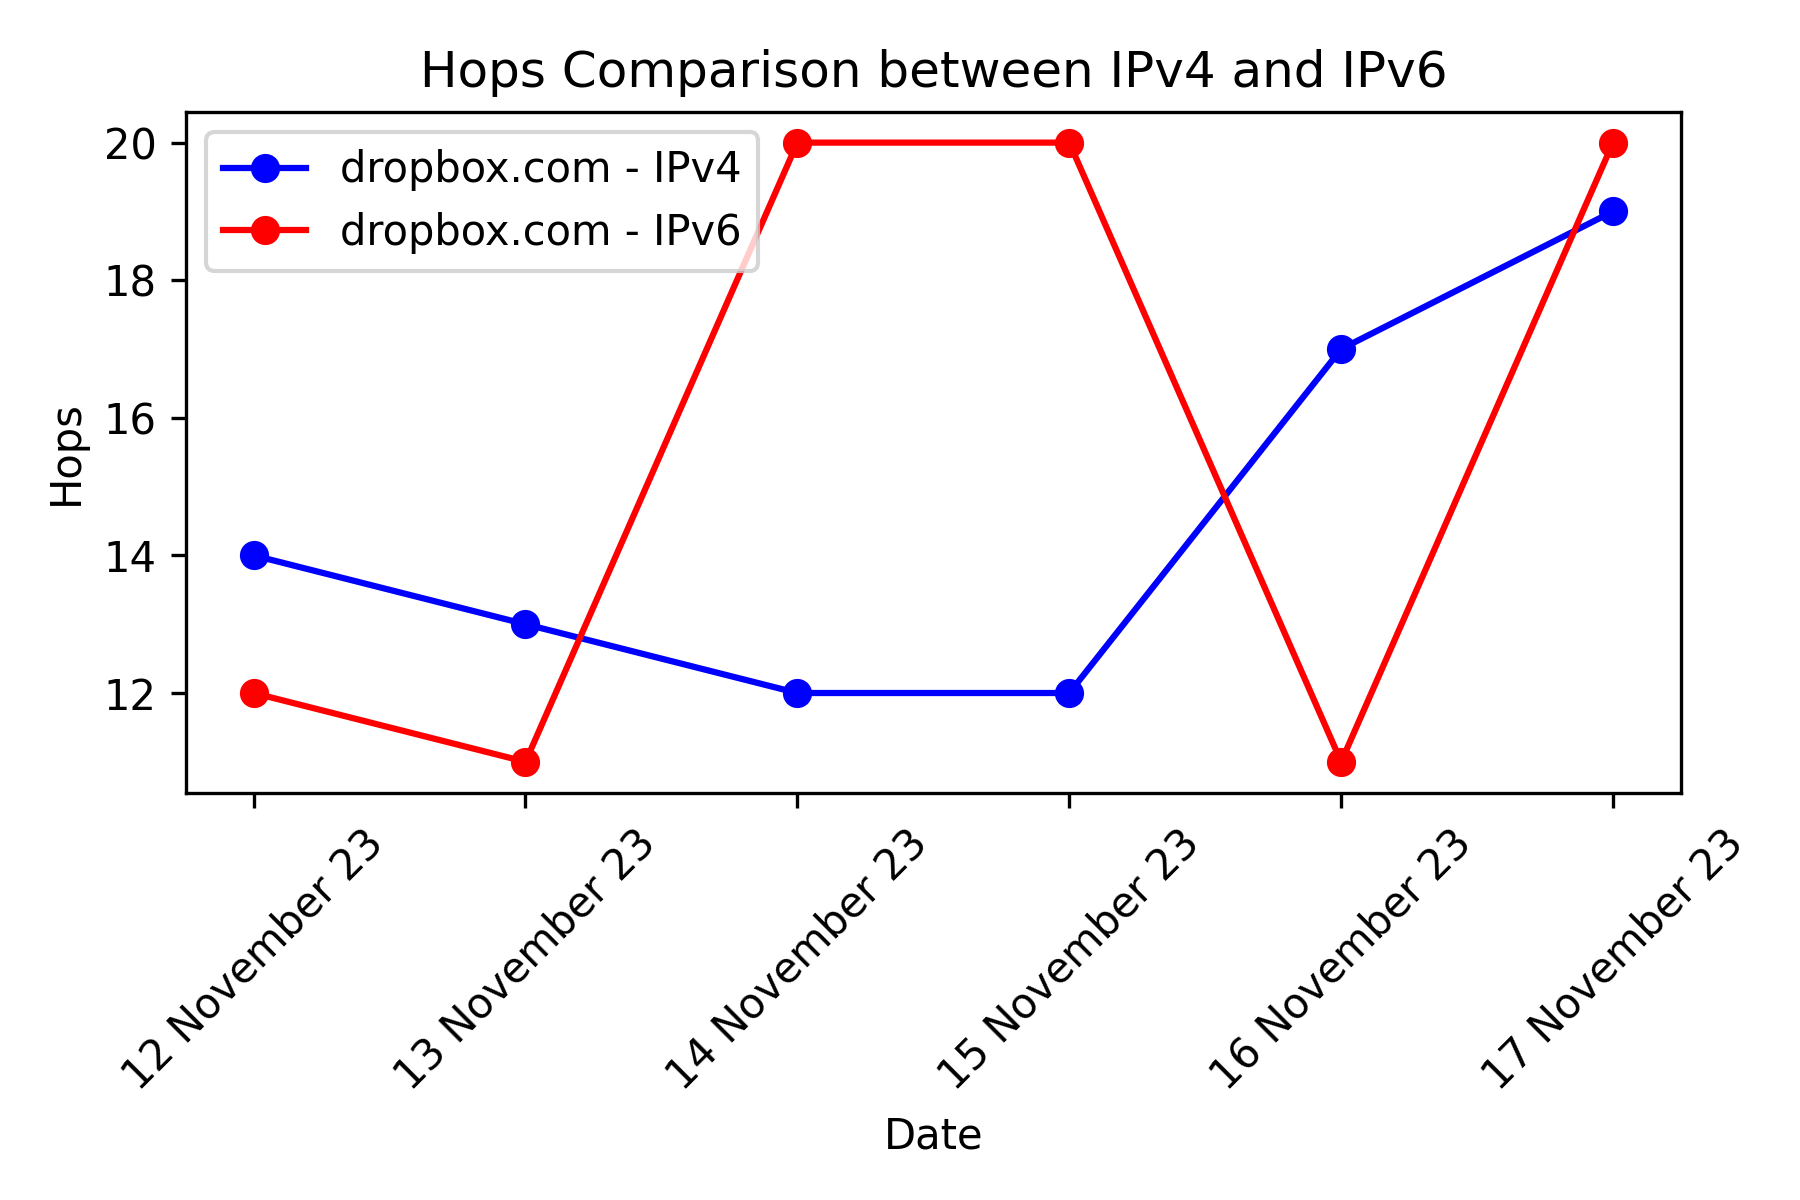 Hops Comparison between IPv4 and IPv6
dropbox.com - IPv4
dropbox.com - IPv6
Hops
20
18
16
14
12
12 November 23
13 November 23
14 November 23
15 November 23
16 November 23
17 November 23
Date